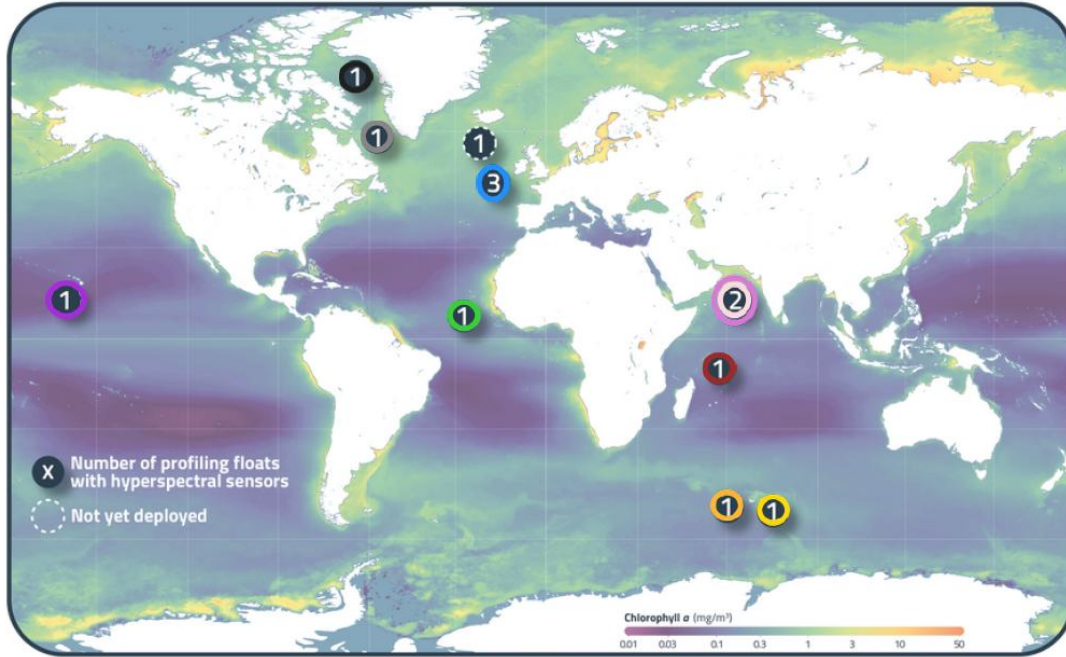 1
1
1
3
1
2
1
1
1
1
X
Number of profiling floats
with hyperspectral sensors
Not yet deployed
Chlorophyll a (mg/m³)
0.01 0.03 0.1 0.3 1 3 10 50